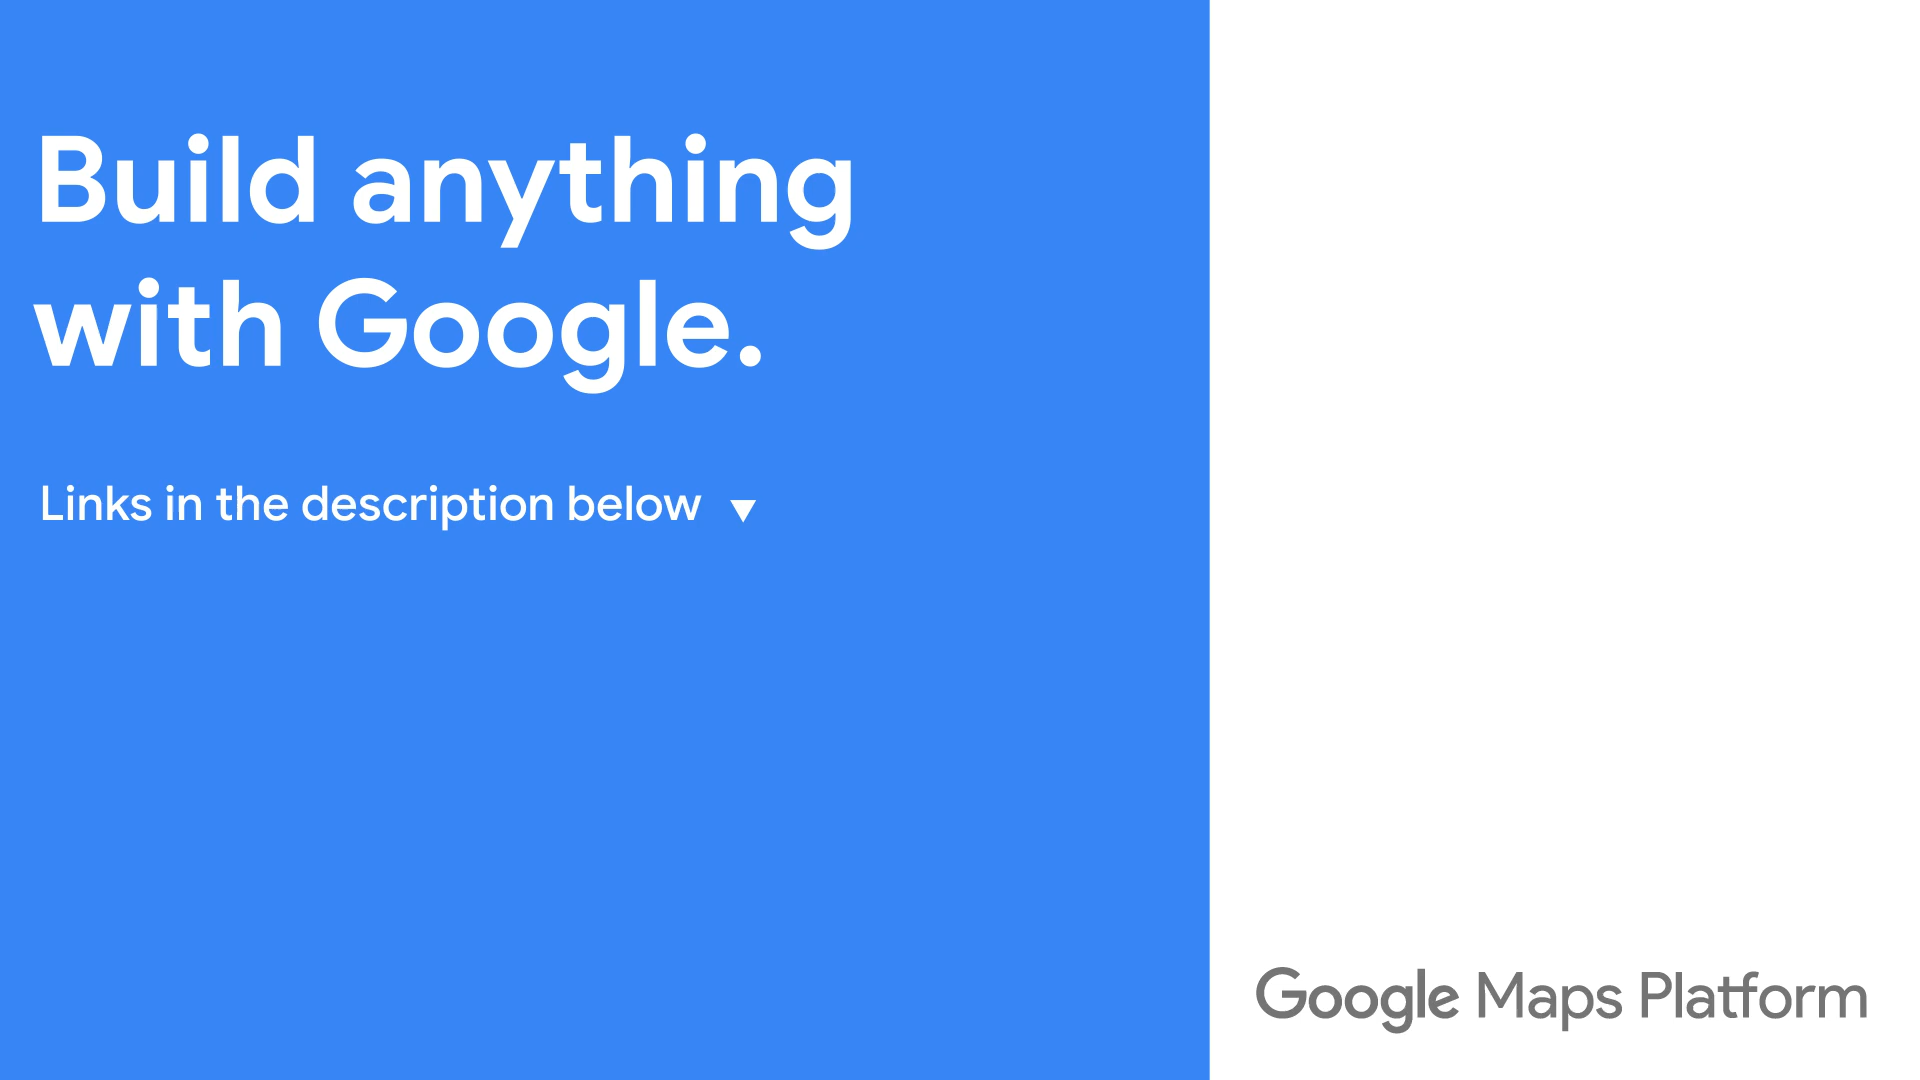 Build anything
with Google.
Links in the description below ▼
Google Maps Platform